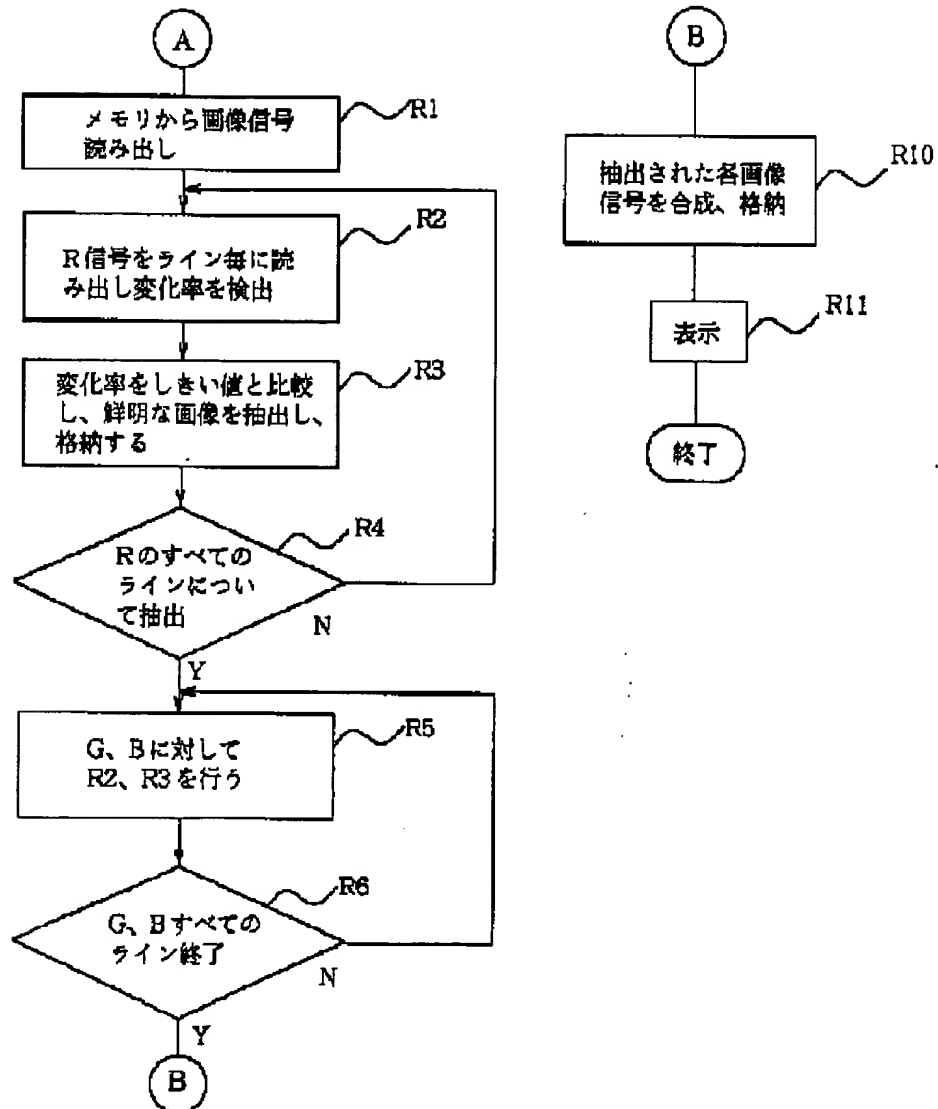 A
メモリから画像信号
読み出し
R1
R信号をライン毎に読
み出し変化率を検出
R2
変化率をしきい値と比較
し、鮮明な画像を抽出し、
格納する
R3
Rのすべての
ラインについ
て抽出
R4
N
Y
G、Bに対して
R2、R3を行う
R5
G、Bすべての
ライン終了
R6
N
Y
B
B
抽出された各画像
信号を合成、格納
R10
表示
R11
終了